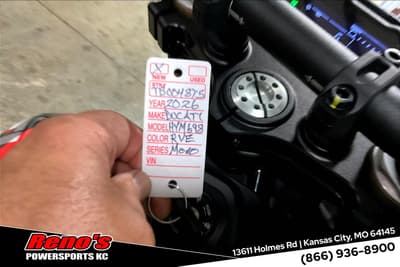 X
NEW USED
STK TB004875
YEAR 2026
MAKE DUCATI
MODEL HYM698
COLOR RVE
SERIES Mono
VIN
Reno's
POWERSPORTS KC
13611 Holmes Rd | Kansas City, MO 64145
(866) 936-8900